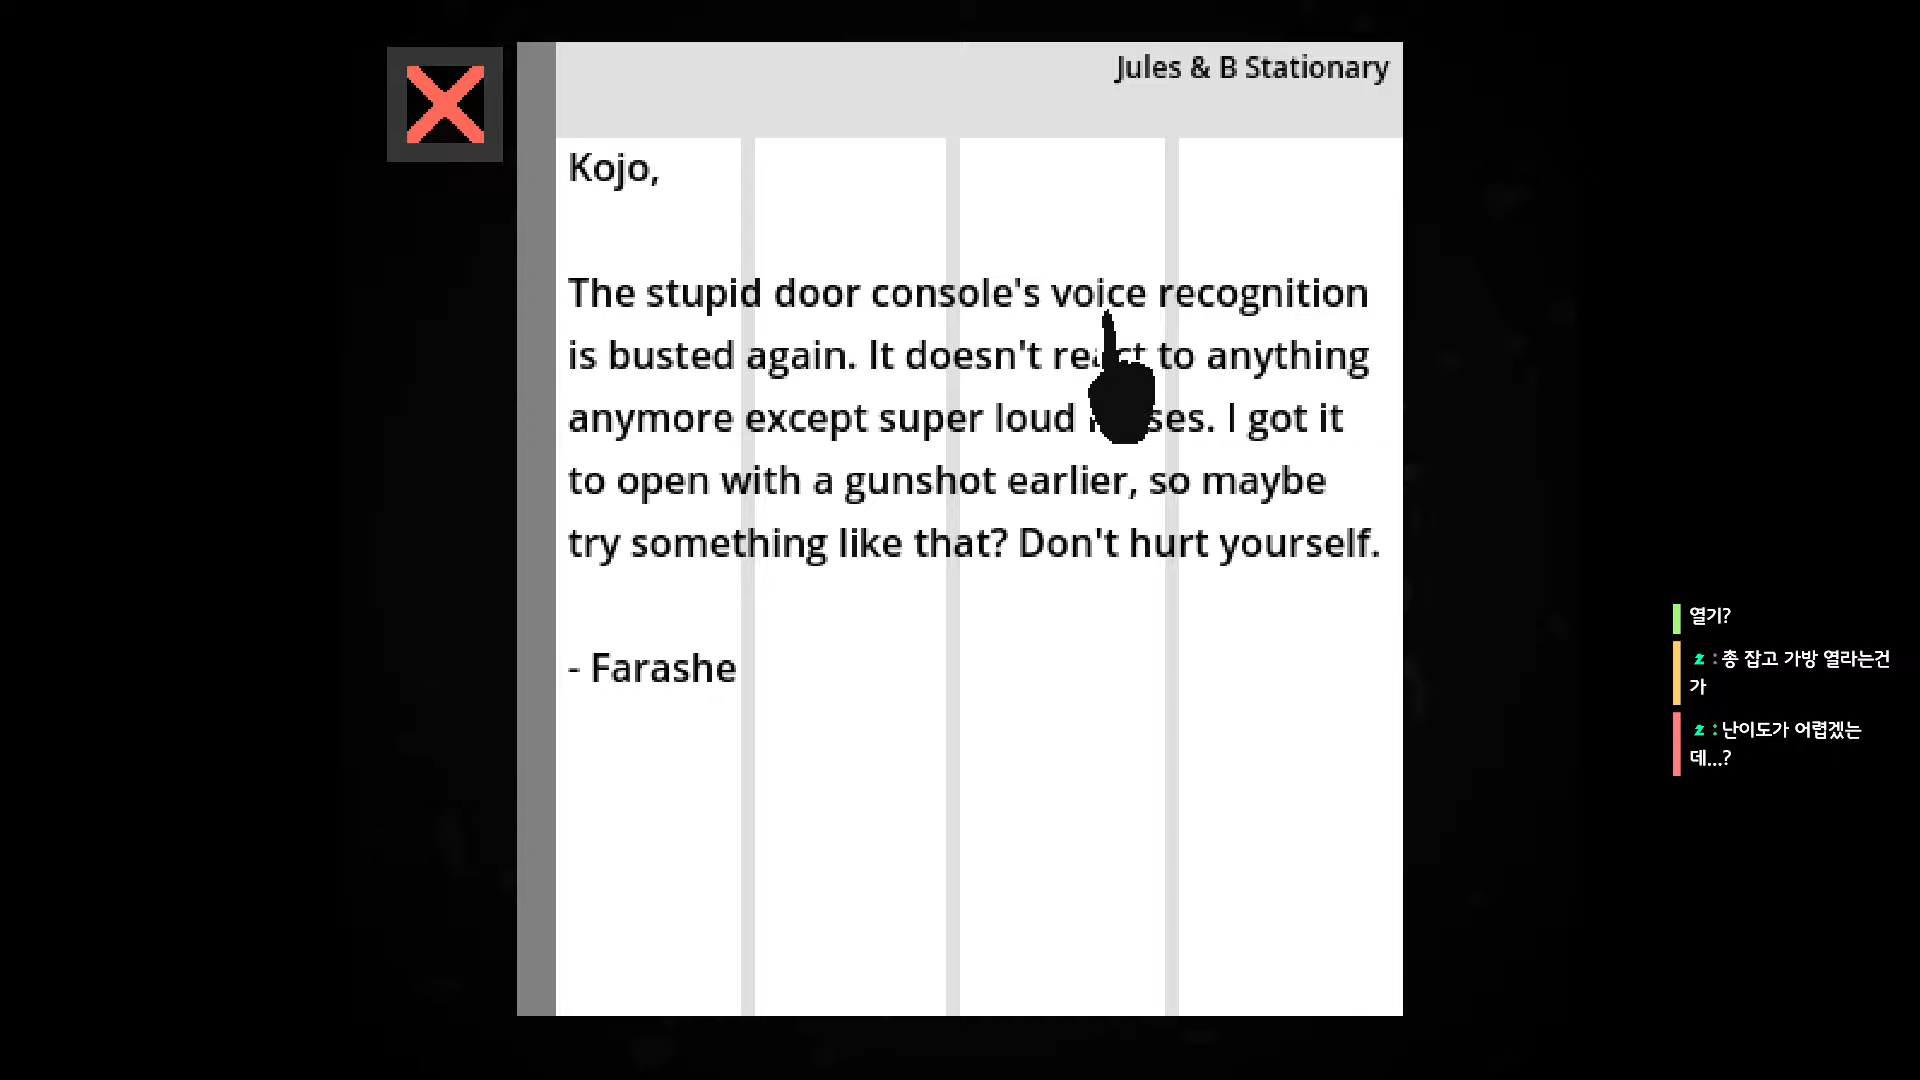 Jules & B Stationary
Kojo,
The stupid door console's voice recognition
is busted again. It doesn't react to anything
anymore except super loud noises. I got it
to open with a gunshot earlier, so maybe
try something like that? Don't hurt yourself.
- Farashe
열기?
z : 총 잡고 가방 열라는건
가
z : 난이도가 어렵겠는
데...?